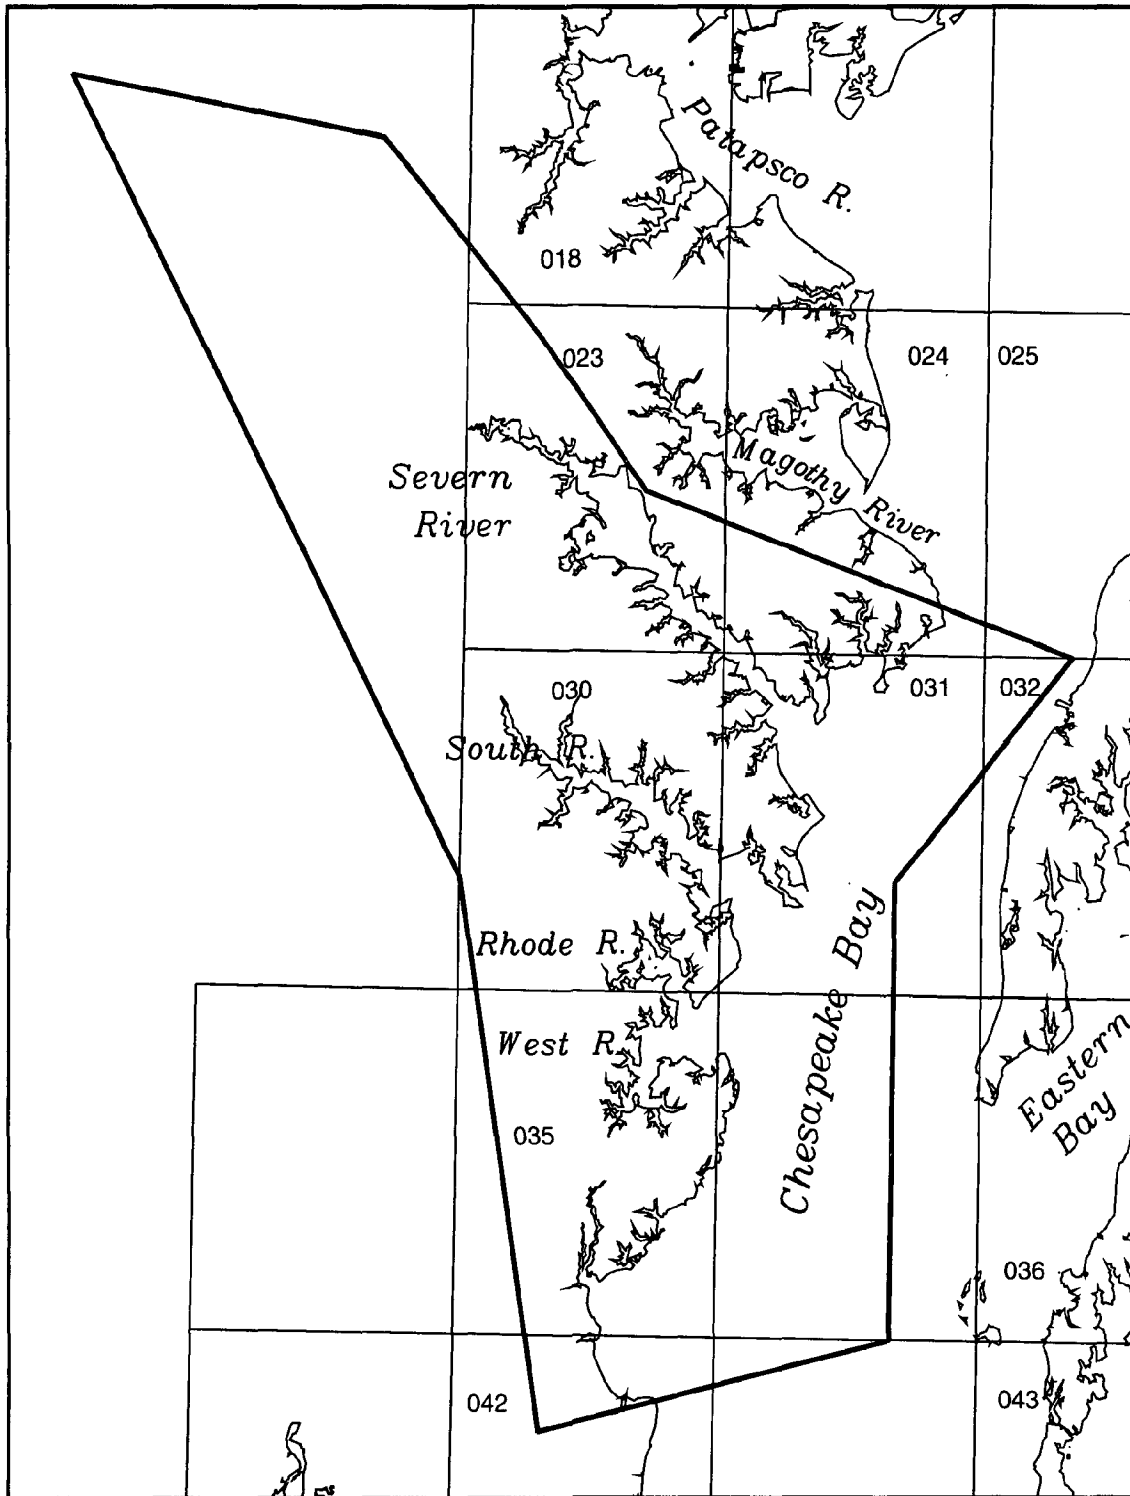 Patapsco R.
018
023
024
025
Magothy River
Severn
River
030
031
032
South R.
Rhode R.
Chesapeake Bay
West R.
Eastern
Bay
035
036
042
043